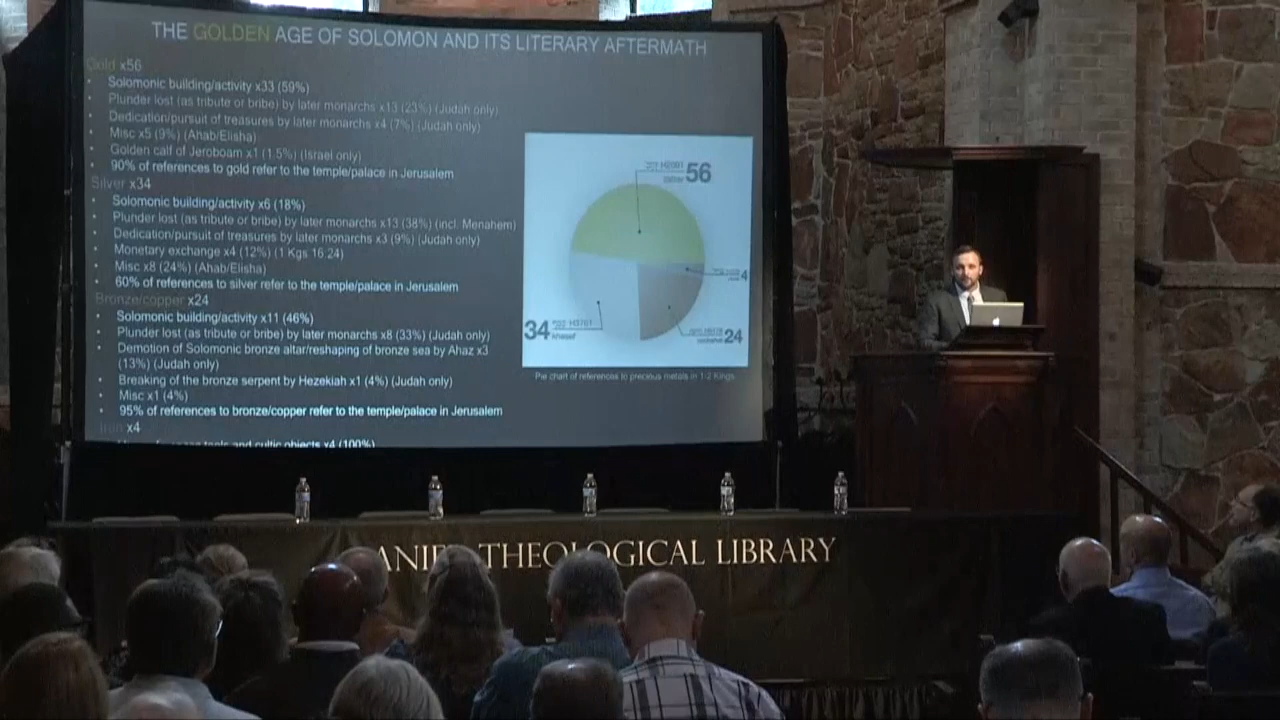 THE GOLDEN AGE OF SOLOMON AND ITS LITERARY AFTERMATH
Gold x56
• Solomonic building/activity x33 (59%)
• Plunder lost (as tribute or bribe) by later monarchs x13 (23%) (Judah only)
• Dedication/pursuit of treasures by later monarchs x4 (7%) (Judah only)
• Misc x5 (9%) (Ahab/Elisha)
• Golden calf of Jeroboam x1 (1.5%) (Israel only)
• 90% of references to gold refer to the temple/palace in Jerusalem
Silver x34
• Solomonic building/activity x6 (18%)
• Plunder lost (as tribute or bribe) by later monarchs x13 (38%) (incl. Menahem)
• Dedication/pursuit of treasures by later monarchs x3 (9%) (Judah only)
• Monetary exchange x4 (12%) (1 Kgs 16:24)
• Misc x8 (24%) (Ahab/Elisha)
• 60% of references to silver refer to the temple/palace in Jerusalem
Bronze/copper x24
• Solomonic building/activity x11 (46%)
• Plunder lost (as tribute or bribe) by later monarchs x8 (33%) (Judah only)
• Demotion of Solomonic bronze altar/reshaping of bronze sea by Ahaz x3
(13%) (Judah only)
• Breaking of the bronze serpent by Hezekiah x1 (4%) (Judah only)
• Misc x1 (4%)
• 95% of references to bronze/copper refer to the temple/palace in Jerusalem
Iron x4
tools and cultic objects x4 (100%)
56
4
34 H3701
24
Pie chart of references to precious metals in 1-2 Kings
THEOLOGICAL LIBRARY